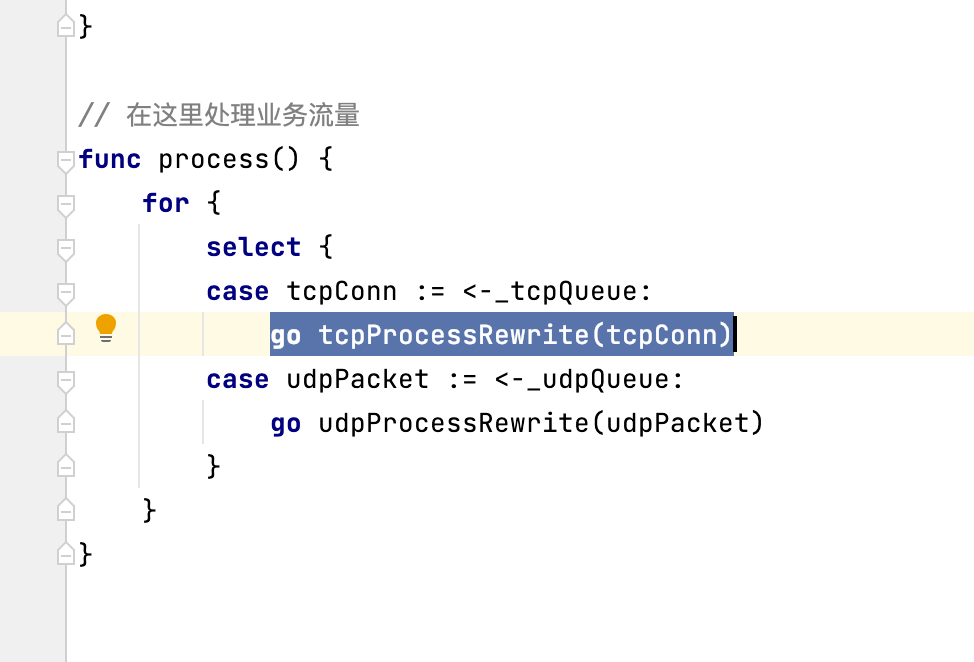 }
// 在这里处理业务流量
func process() {
    for {
        select {
        case tcpConn := <-_tcpQueue:
            go tcpProcessRewrite(tcpConn)
        case udpPacket := <-_udpQueue:
            go udpProcessRewrite(udpPacket)
        }
    }
}